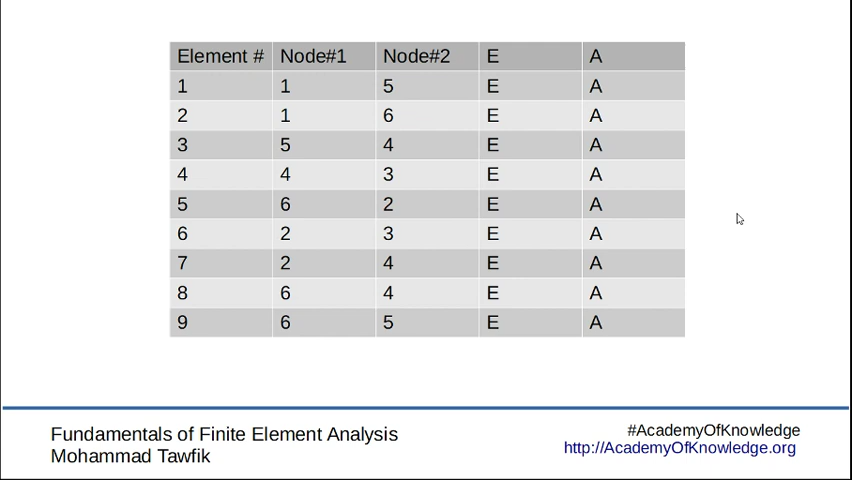 Element # Node#1 Node#2 E A
1 1 5 E A
2 1 6 E A
3 5 4 E A
4 4 3 E A
5 6 2 E A
6 2 3 E A
7 2 4 E A
8 6 4 E A
9 6 5 E A
Fundamentals of Finite Element Analysis
Mohammad Tawfik
#AcademyOfKnowledge
http://AcademyOfKnowledge.org